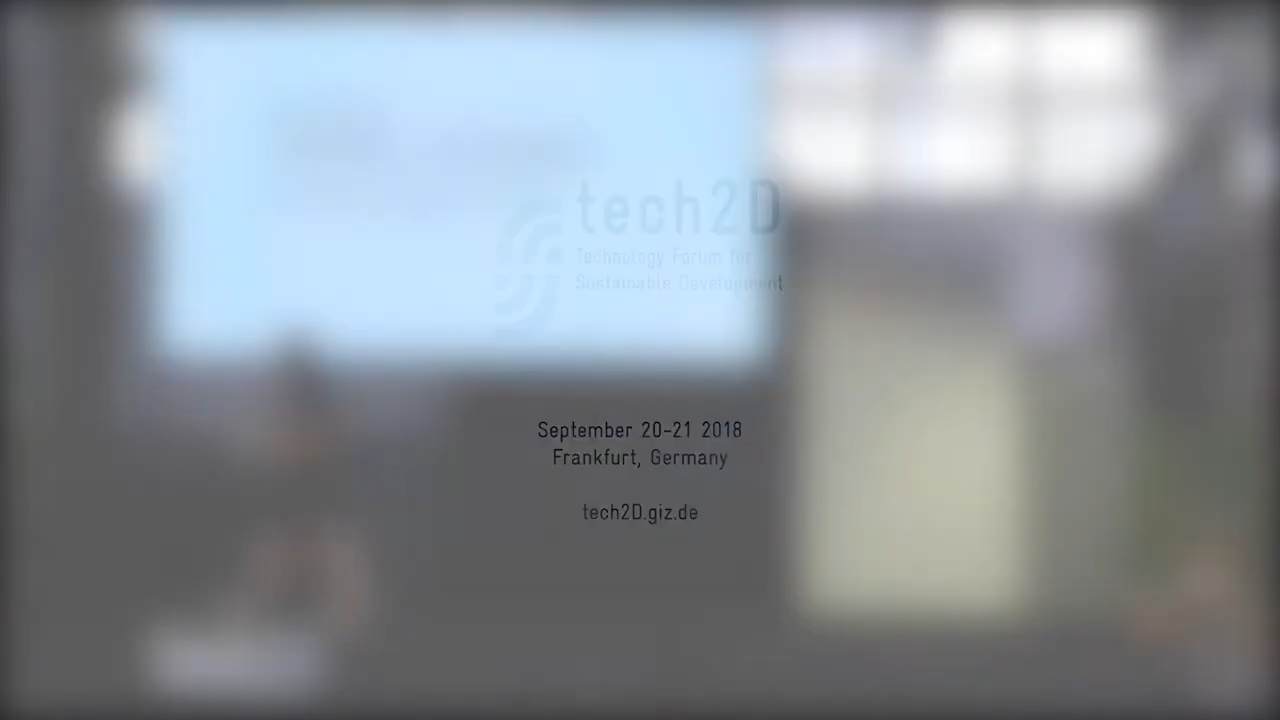 tech2D
Technology Forum for
Sustainable Development
September 20-21 2018
Frankfurt, Germany
tech2D.giz.de